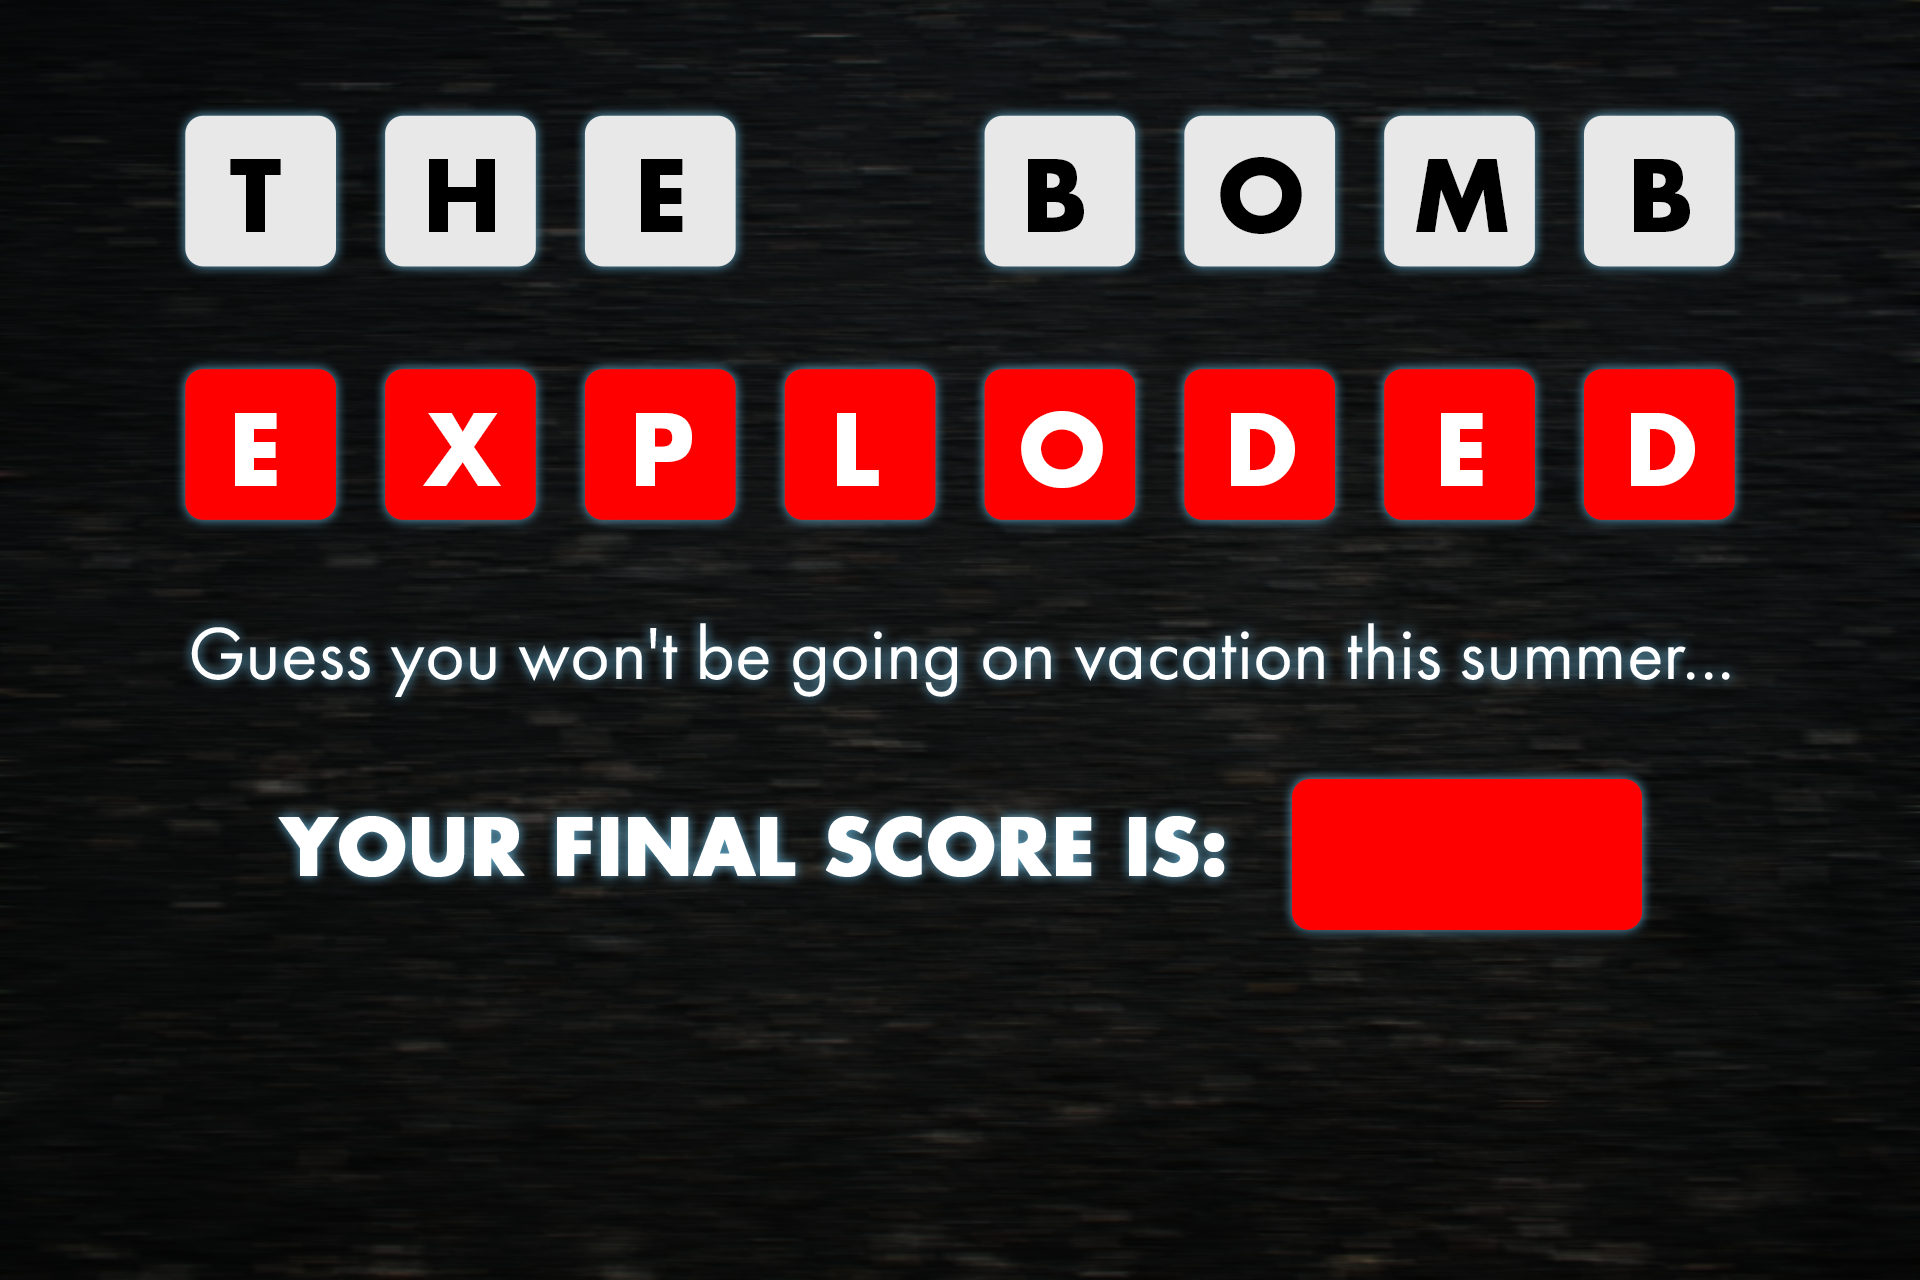 THE BOMB
EXPLODED
Guess you won't be going on vacation this summer...
YOUR FINAL SCORE IS: